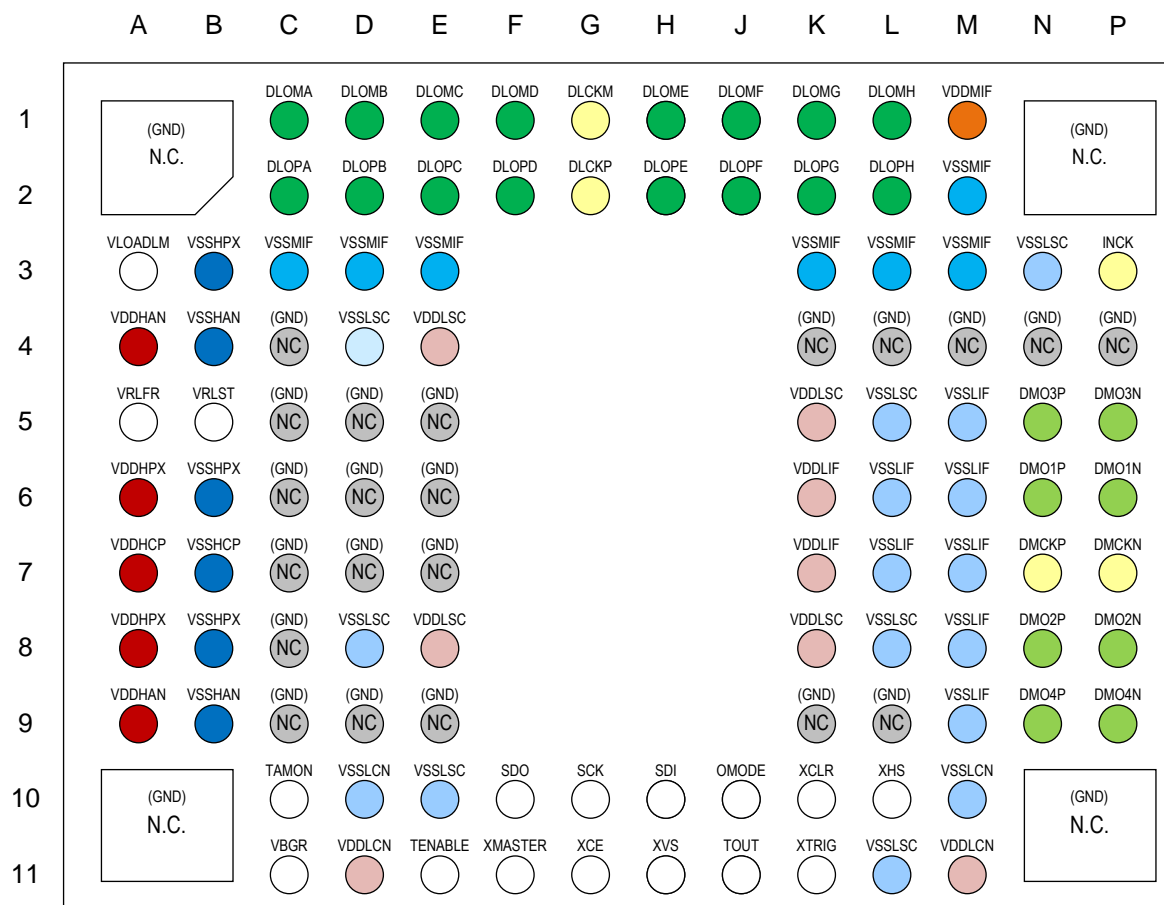 A B C D E F G H J K L M N P
DLOMA DLOMB DLOMC DLOMD DLCKM DLOME DLOMF DLOMG DLOMH VDDMIF
1
(GND)
N.C.
(GND)
N.C.
DLOPA DLOPB DLOPC DLOPD DLCKP DLOPE DLOPF DLOPG DLOPH VSSMIF
2
VLOADLM VSSHPX VSSMIF VSSMIF VSSMIF VSSMIF VSSMIF VSSMIF VSSLSC INCK
3
VDDHAN VSSHAN (GND) VSSLSC VDDLSC (GND) (GND) (GND) (GND) (GND)
4 NC NC NC NC NC NC
VRLFR VRLST (GND) (GND) (GND) VDDLSC VSSLSC VSSLIF DMO3P DMO3N
5 NC NC NC
VDDHPX VSSHPX (GND) (GND) (GND) VDDLIF VSSLIF VSSLIF DMO1P DMO1N
6 NC NC NC
VDDHCP VSSHCP (GND) (GND) (GND) VDDLIF VSSLIF VSSLIF DMCKP DMCKN
7 NC NC NC
VDDHPX VSSHPX (GND) VSSLSC VDDLSC VDDLSC VSSLSC VSSLIF DMO2P DMO2N
8 NC
VDDHAN VSSHAN (GND) (GND) (GND) (GND) (GND) VSSLIF DMO4P DMO4N
9 NC NC NC NC NC
TAMON VSSLCN VSSLSC SDO SCK SDI OMODE XCLR XHS VSSLCN
10
(GND)
N.C.
(GND)
N.C.
VBGR VDDLCN TENABLE XMASTER XCE XVS TOUT XTRIG VSSLSC VDDLCN
11